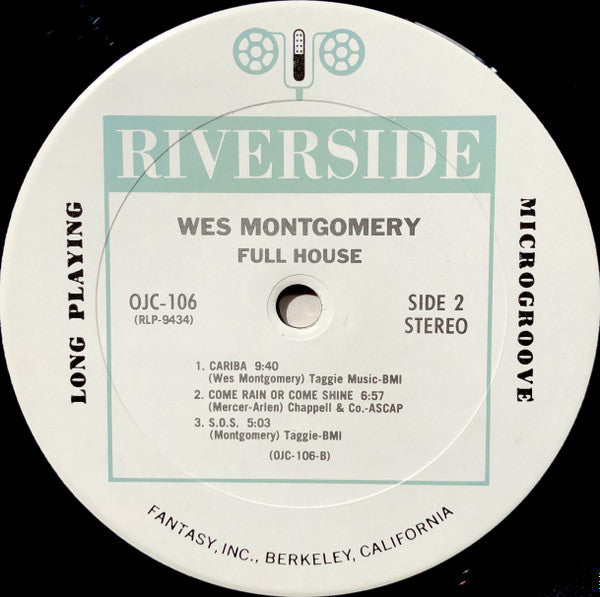 RIVERSIDE
WES MONTGOMERY
FULL HOUSE
LONG PLAYING
MICROGROOVE
OJC-106
(RLP-9434)
SIDE 2
STEREO
1. CARIBA 9:40
(Wes Montgomery) Taggie Music-BMI
2. COME RAIN OR COME SHINE 6:57
(Mercer-Arlen) Chappell & Co.-ASCAP
3. S.O.S. 5:03
(Montgomery) Taggie-BMI
(OJC-106-B)
FANTASY, INC., BERKELEY, CALIFORNIA